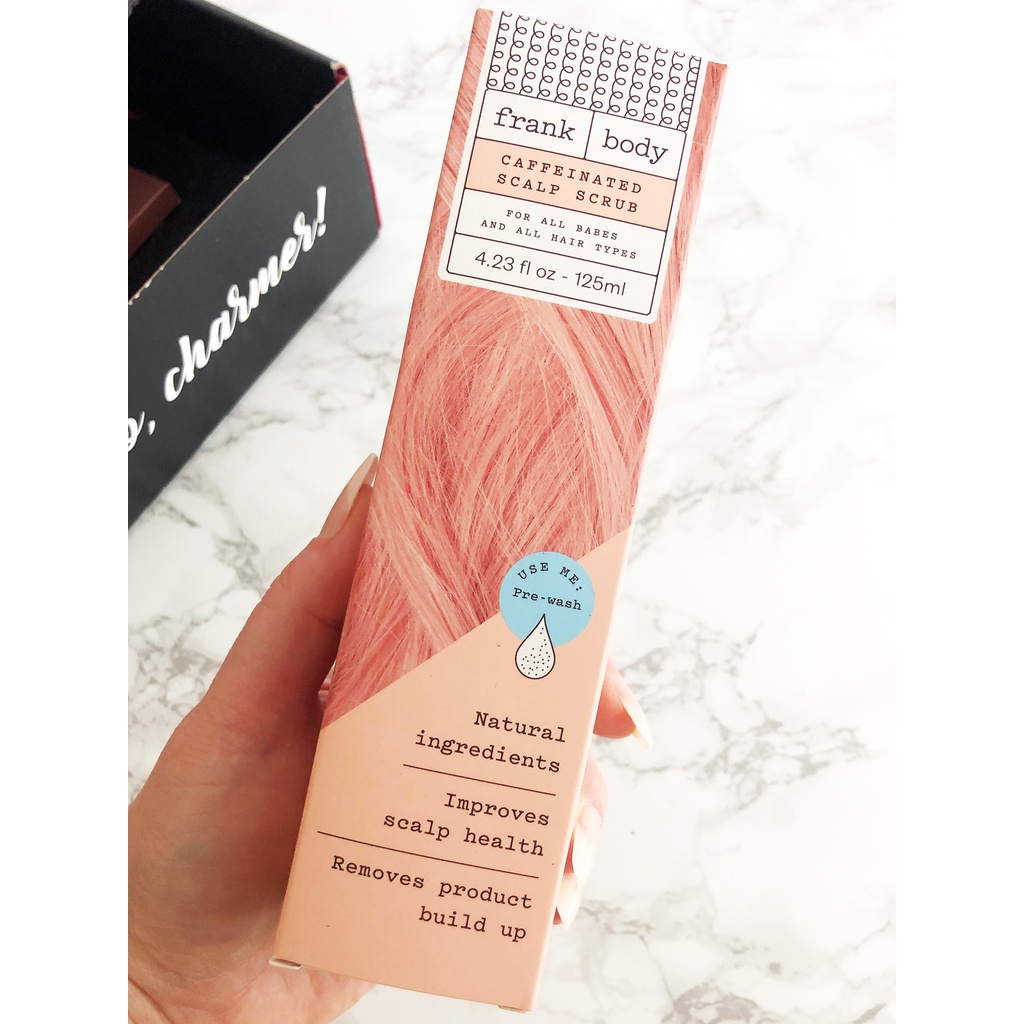 frank body
CAFFEINATED
SCALP SCRUB
FOR ALL BABES
AND ALL HAIR TYPES
4.23 fl oz - 125ml
charmer!
USE ME:
Pre-wash
Natural
ingredients
Improves
scalp health
Removes product
build up